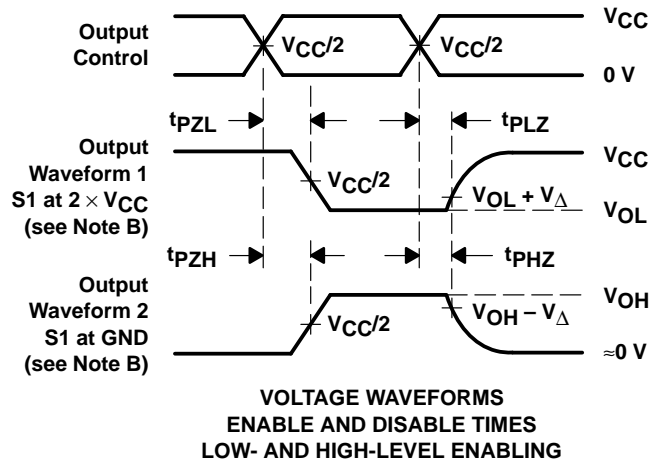 Output
Control
VCC/2
VCC/2
VCC
0 V
tPZL
tPLZ
Output
Waveform 1
S1 at 2 × VCC
(see Note B)
VCC/2
VCC
VOL + VΔ
VOL
tPZH
tPHZ
Output
Waveform 2
S1 at GND
(see Note B)
VCC/2
VOH
VOH − VΔ
≈0 V
VOLTAGE WAVEFORMS
ENABLE AND DISABLE TIMES
LOW- AND HIGH-LEVEL ENABLING